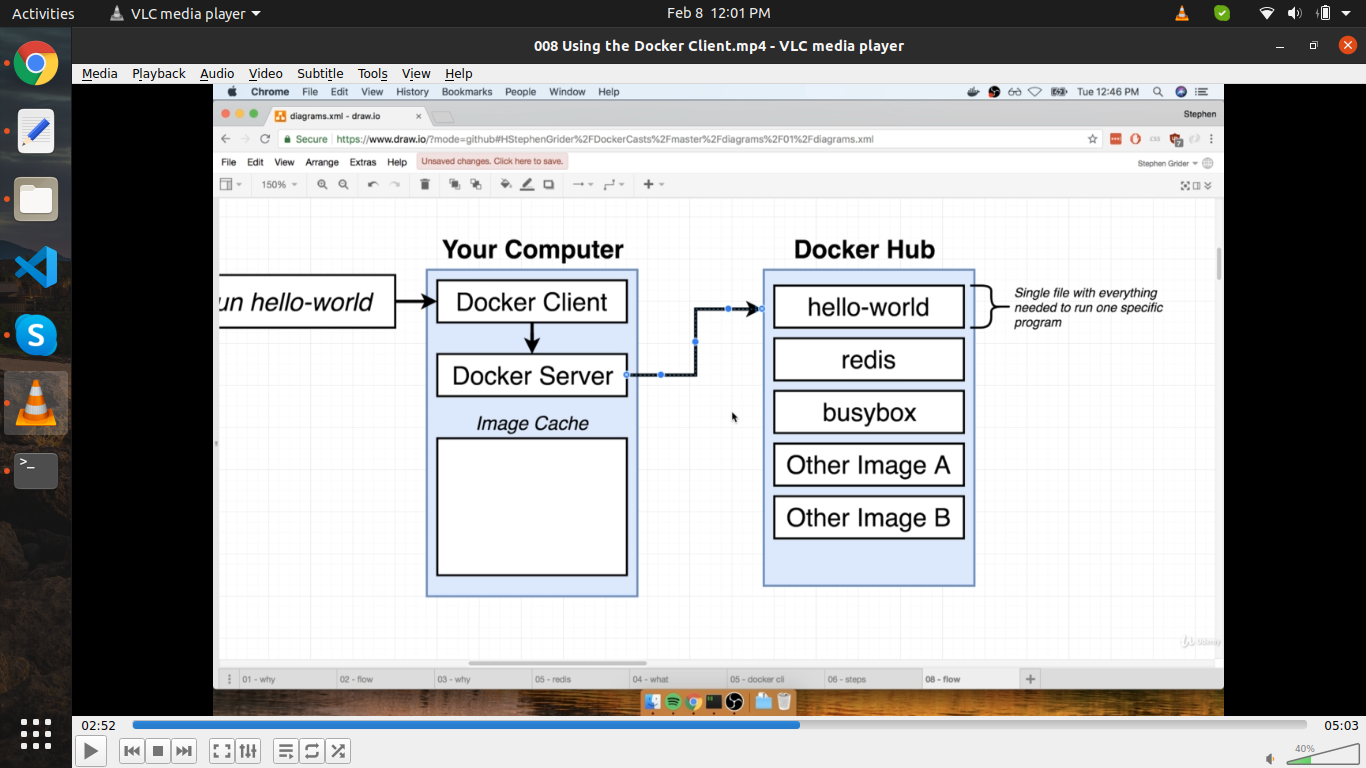 Activities
VLC media player
Feb 8 12:01 PM
008 Using the Docker Client.mp4 - VLC media player
Media Playback Audio Video Subtitle Tools View Help
Chrome File Edit View History Bookmarks People Window Help
Tue 12:46 PM
diagrams.xml - draw.io
Stephen
Secure
https://www.draw.io/?mode=github#HStephenGrider%2FDockerCasts%2Fmaster%2Fdiagrams%2F01%2Fdiagrams.xml
File Edit View Arrange Extras Help
Unsaved changes. Click here to save.
Stephen Grider
150%
Your Computer
Docker Hub
un hello-world
Docker Client
hello-world
Single file with everything
needed to run one specific
program
Docker Server
redis
Image Cache
busybox
Other Image A
Other Image B
Udemy
01 - why
02 - flow
03 - why
05 - redis
04 - what
05 - docker cli
06 - steps
08 - flow
02:52
05:03
40%